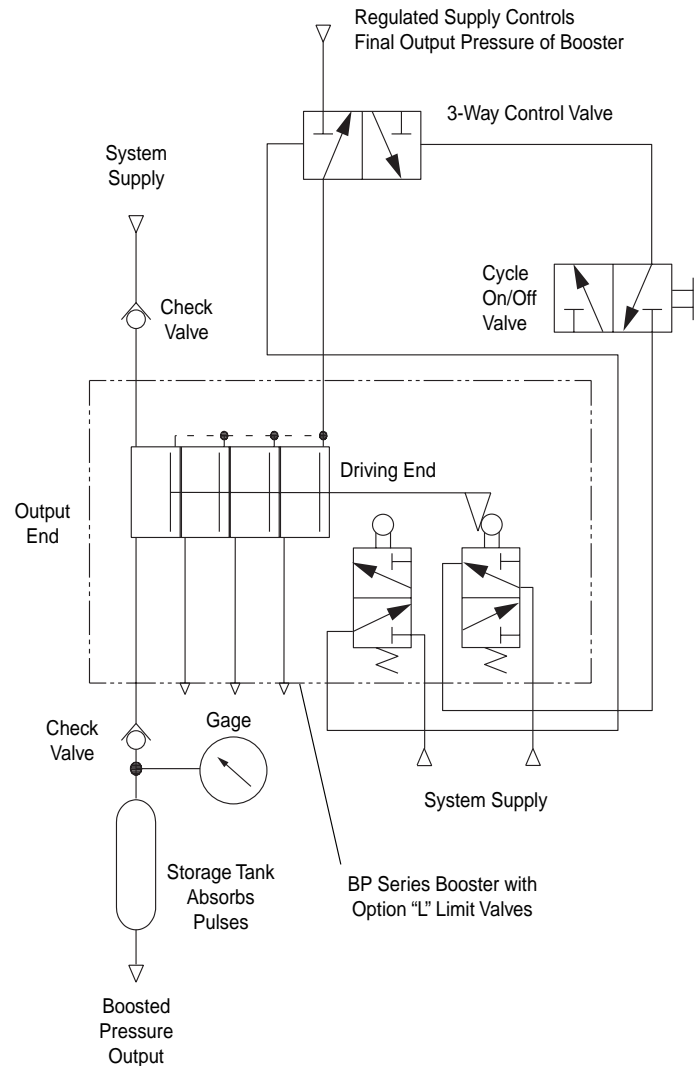 Regulated Supply Controls
Final Output Pressure of Booster
3-Way Control Valve
System
Supply
Cycle
On/Off
Valve
Check
Valve
Driving End
Output
End
Check
Valve
Gage
System Supply
Storage Tank
Absorbs
Pulses
BP Series Booster with
Option “L” Limit Valves
Boosted
Pressure
Output